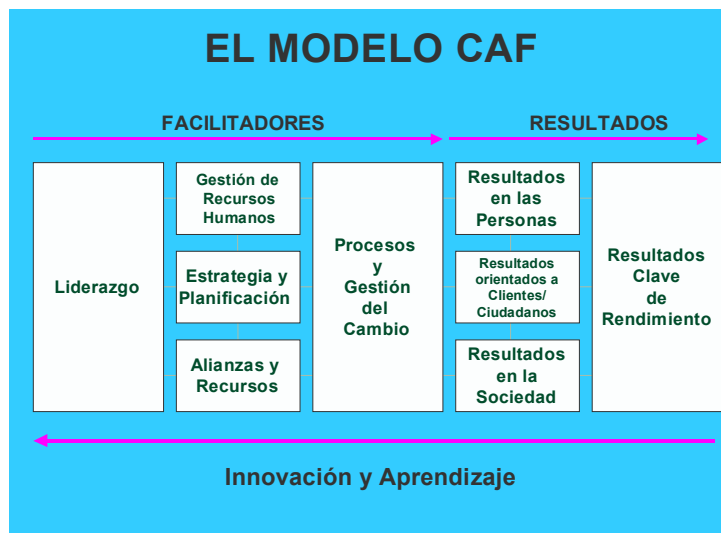 EL MODELO CAF
FACILITADORES
RESULTADOS
Liderazgo
Gestión de
Recursos
Humanos
Estrategia y
Planificación
Alianzas y
Recursos
Procesos
y
Gestión
del
Cambio
Resultados
en las
Personas
Resultados
orientados a
Clientes/
Ciudadanos
Resultados
en la
Sociedad
Resultados
Clave
de
Rendimiento
Innovación y Aprendizaje